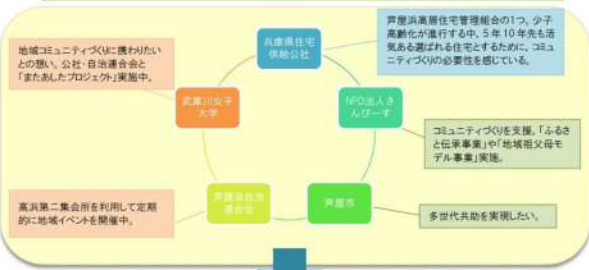 兵庫県住宅
供給公社
芦屋浜高層住宅管理組合の1つ。少子
高齢化が進行する中、5年10年先も活
気ある選ばれる住宅とするために、コミュ
ニティづくりの必要性を感じている。
地域コミュニティづくりに携わりたい
との想い、公社・自治連合会と
「またあしたプロジェクト」実施中。
武庫川女子
大学
NPO法人さ
んぴーす
コミュニティづくりを支援。「ふるさ
と伝承事業」や「地域祖父母モ
デル事業」実施。
芦屋浜自治
連合会
芦屋市
高浜第二集会所を利用して定期
的に地域イベントを開催中。
多世代共助を実現したい。